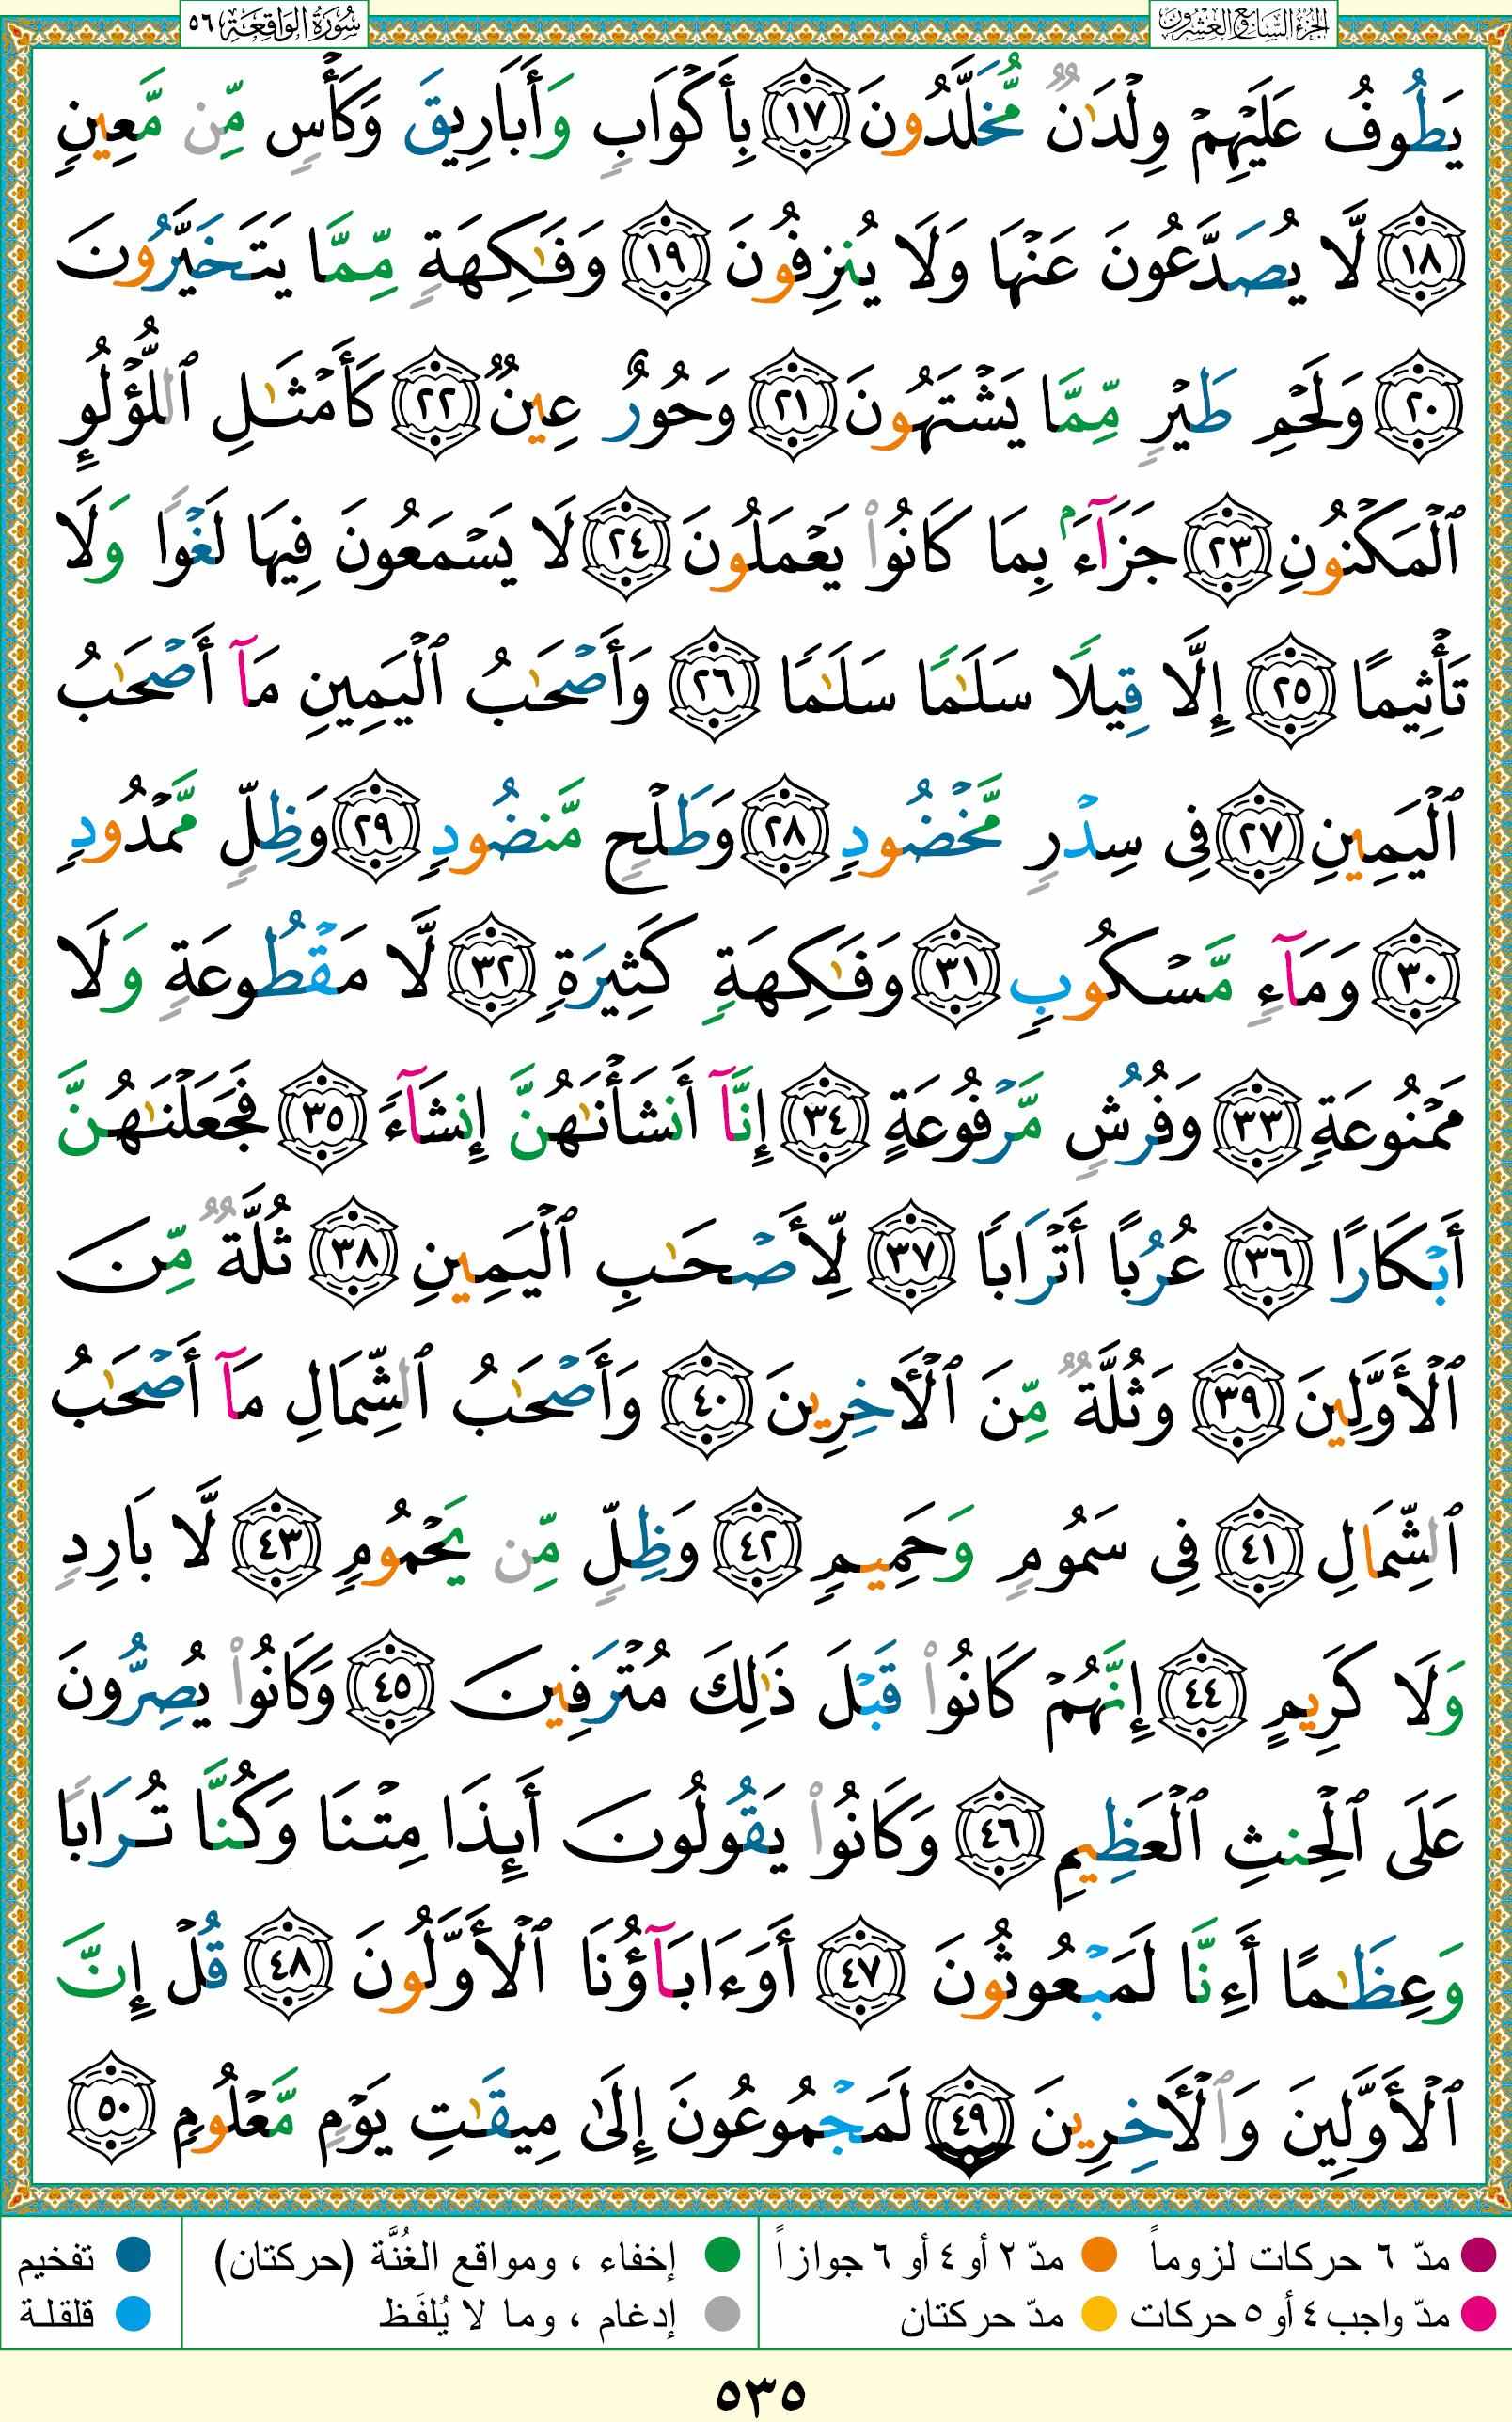 الجزء السابع والعشرون
سورة الواقعة ٥٦
يَطُوفُ عَلَيْهِمْ وِلْدَٰنٌ مُّخَلَّدُونَ ١٧ بِأَكْوَابٍ وَأَبَارِيقَ وَكَأْسٍ مِّن مَّعِينٍ
١٨ لَّا يُصَدَّعُونَ عَنْهَا وَلَا يُنزِفُونَ ١٩ وَفَٰكِهَةٍ مِّمَّا يَتَخَيَّرُونَ
٢٠ وَلَحْمِ طَيْرٍ مِّمَّا يَشْتَهُونَ ٢١ وَحُورٌ عِينٌ ٢٢ كَأَمْثَٰلِ ٱللُّؤْلُؤِ
ٱلْمَكْنُونِ ٢٣ جَزَآءًۢ بِمَا كَانُوا۟ يَعْمَلُونَ ٢٤ لَا يَسْمَعُونَ فِيهَا لَغْوًا وَلَا
تَأْثِيمًا ٢٥ إِلَّا قِيلًا سَلَٰمًا سَلَٰمًا ٢٦ وَأَصْحَٰبُ ٱلْيَمِينِ مَآ أَصْحَٰبُ
ٱلْيَمِينِ ٢٧ فِى سِدْرٍ مَّخْضُودٍ ٢٨ وَطَلْحٍ مَّنضُودٍ ٢٩ وَظِلٍّ مَّمْدُودٍ
٣٠ وَمَآءٍ مَّسْكُوبٍ ٣١ وَفَٰكِهَةٍ كَثِيرَةٍ ٣٢ لَّا مَقْطُوعَةٍ وَلَا
مَمْنُوعَةٍ ٣٣ وَفُرُشٍ مَّرْفُوعَةٍ ٣٤ إِنَّآ أَنشَأْنَٰهُنَّ إِنشَآءً ٣٥ فَجَعَلْنَٰهُنَّ
أَبْكَارًا ٣٦ عُرُبًا أَتْرَابًا ٣٧ لِّأَصْحَٰبِ ٱلْيَمِينِ ٣٨ ثُلَّةٌ مِّنَ
ٱلْأَوَّلِينَ ٣٩ وَثُلَّةٌ مِّنَ ٱلْـَٔاخِرِينَ ٤٠ وَأَصْحَٰبُ ٱلشِّمَالِ مَآ أَصْحَٰبُ
ٱلشِّمَالِ ٤١ فِى سَمُومٍ وَحَمِيمٍ ٤٢ وَظِلٍّ مِّن يَحْمُومٍ ٤٣ لَّا بَارِدٍ
وَلَا كَرِيمٍ ٤٤ إِنَّهُمْ كَانُوا۟ قَبْلَ ذَٰلِكَ مُتْرَفِينَ ٤٥ وَكَانُوا۟ يُصِرُّونَ
عَلَى ٱلْحِنثِ ٱلْعَظِيمِ ٤٦ وَكَانُوا۟ يَقُولُونَ أَئِذَا مِتْنَا وَكُنَّا تُرَابًا
وَعِظَٰمًا أَءِنَّا لَمَبْعُوثُونَ ٤٧ أَوَءَابَآؤُنَا ٱلْأَوَّلُونَ ٤٨ قُلْ إِنَّ
ٱلْأَوَّلِينَ وَٱلْـَٔاخِرِينَ ٤٩ لَمَجْمُوعُونَ إِلَىٰ مِيقَٰتِ يَوْمٍ مَّعْلُومٍ ٥٠
مدّ ٦ حركات لزوماً مدّ ٢ أو ٤ أو ٦ جوازاً إخفاء ، ومواقع الغُنَّة (حركتان) تفخيم
مدّ واجب ٤ أو ٥ حركات مدّ حركتان إدغام ، وما لا يُلفَظ قلقلة
٥٣٥